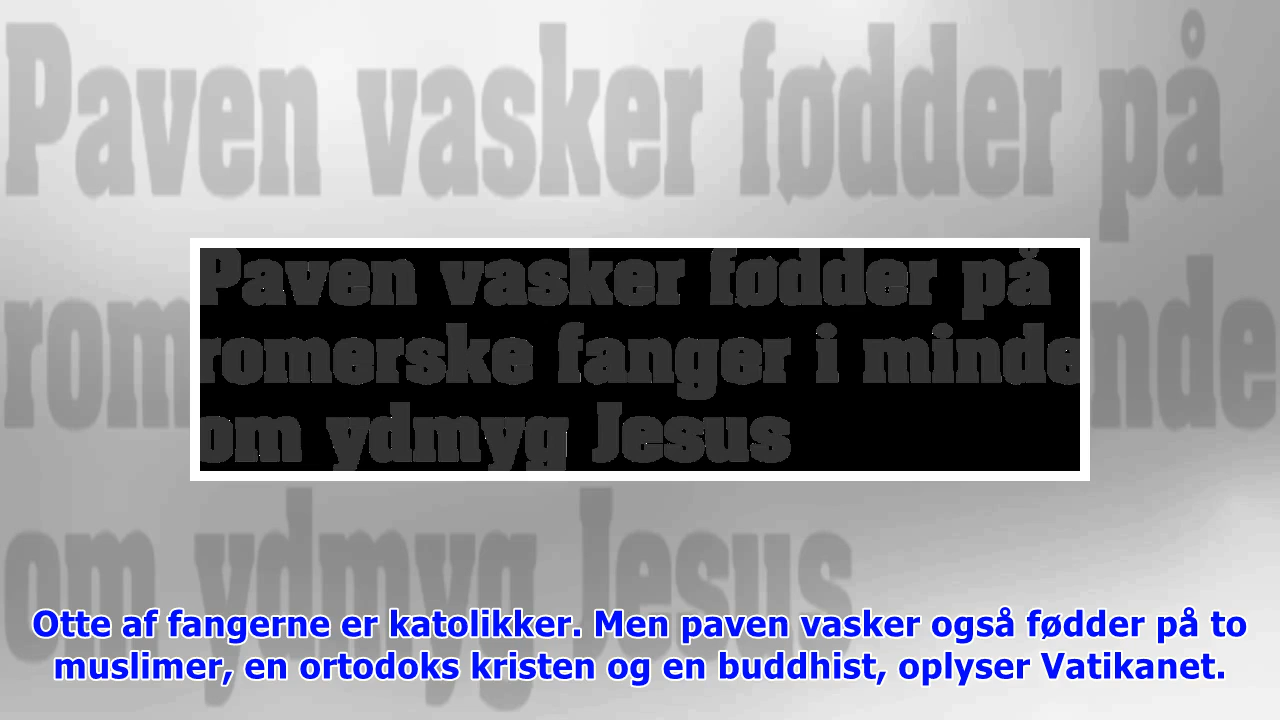 Paven vasker fødder på
romerske fanger i minde
om ydmyg Jesus
Otte af fangerne er katolikker. Men paven vasker også fødder på to
muslimer, en ortodoks kristen og en buddhist, oplyser Vatikanet.